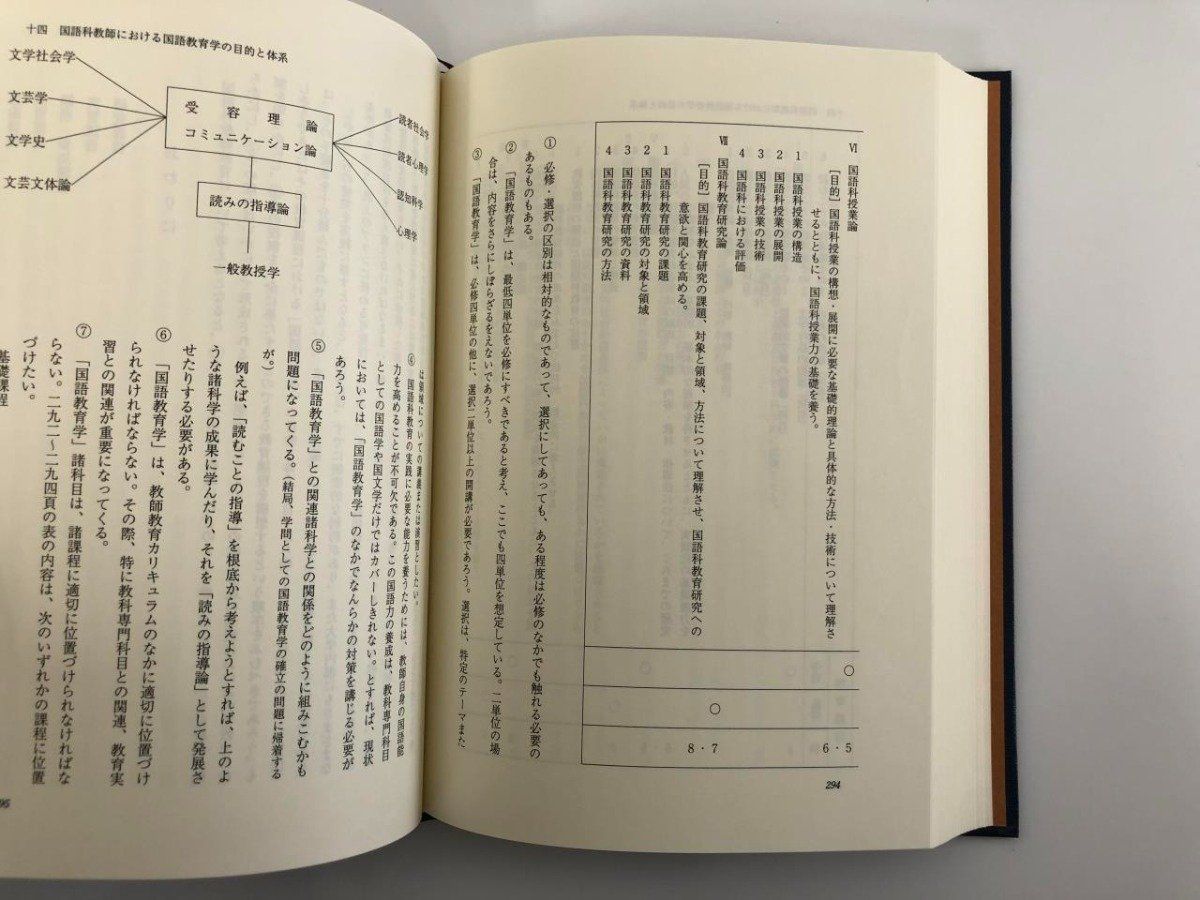 Ⅵ 国語科授業論
［目的］国語科授業の構想・展開に必要な基礎的理論と具体的な方法・技術について理解さ
せるとともに、国語科授業力の基礎を養う。
1 国語科授業の構造
2 国語科授業の展開
3 国語科授業の技術
4 国語科における評価
○
6・5
Ⅶ 国語科教育研究論
［目的］国語科教育研究の課題、対象と領域、方法について理解させ、国語科教育研究への
意欲と関心を高める。
1 国語科教育研究の課題
2 国語科教育研究の対象と領域
3 国語科教育研究の資料
4 国語科教育研究の方法
○
8・7
① 必修・選択の区別は相対的なものであって、選択にしてあっても、ある程度は必修のなかでも触れる必要の
あるものもある。
② 「国語教育学」は、最低四単位を必修にすべきであると考え、ここでも四単位を想定している。二単位の場
合は、内容をさらにしぼらざるをえないであろう。
③ 「国語教育学」は、必修四単位の他に、選択二単位以上の開講が必要であろう。選択は、特定のテーマまた
294
十四 国語科教師における国語教育学の目的と体系
文学社会学
文芸学
文学史
文芸文体論
受容理論
コミュニケーション論
読者社会学
読者心理学
認知科学
心理学
読みの指導論
一般教授学
は領域についての講義または演習としたい。
④ 国語科教育の実践に必要な能力を養うためには、教師自身の国語能
力を高めることが不可欠である。この国語力の養成は、教科専門科目
としての国語学や国文学だけではカバーしきれない。とすれば、現状
においては、「国語教育学」のなかでなんらかの対策を講じる必要が
あろう。
⑤ 「国語教育学」との関連諸科学との関係をどのように組みこむかも
問題になってくる。（結局、学問としての国語教育学の確立の問題に帰着する
が。）
例えば、「読むことの指導」を根底から考えようとすれば、上のよ
うな諸科学の成果に学んだり、それを「読みの指導論」として発展さ
せたりする必要がある。
⑥ 「国語教育学」は、教師教育カリキュラムのなかに適切に位置づけ
られなければならない。その際、特に教科専門科目との関連、教育実
習との関連が重要になってくる。
⑦ 「国語教育学」諸科目は、諸課程に適切に位置づけられなければな
らない。二九二〜二九四頁の表の内容は、次のいずれかの課程に位置
づけたい。
基礎課程